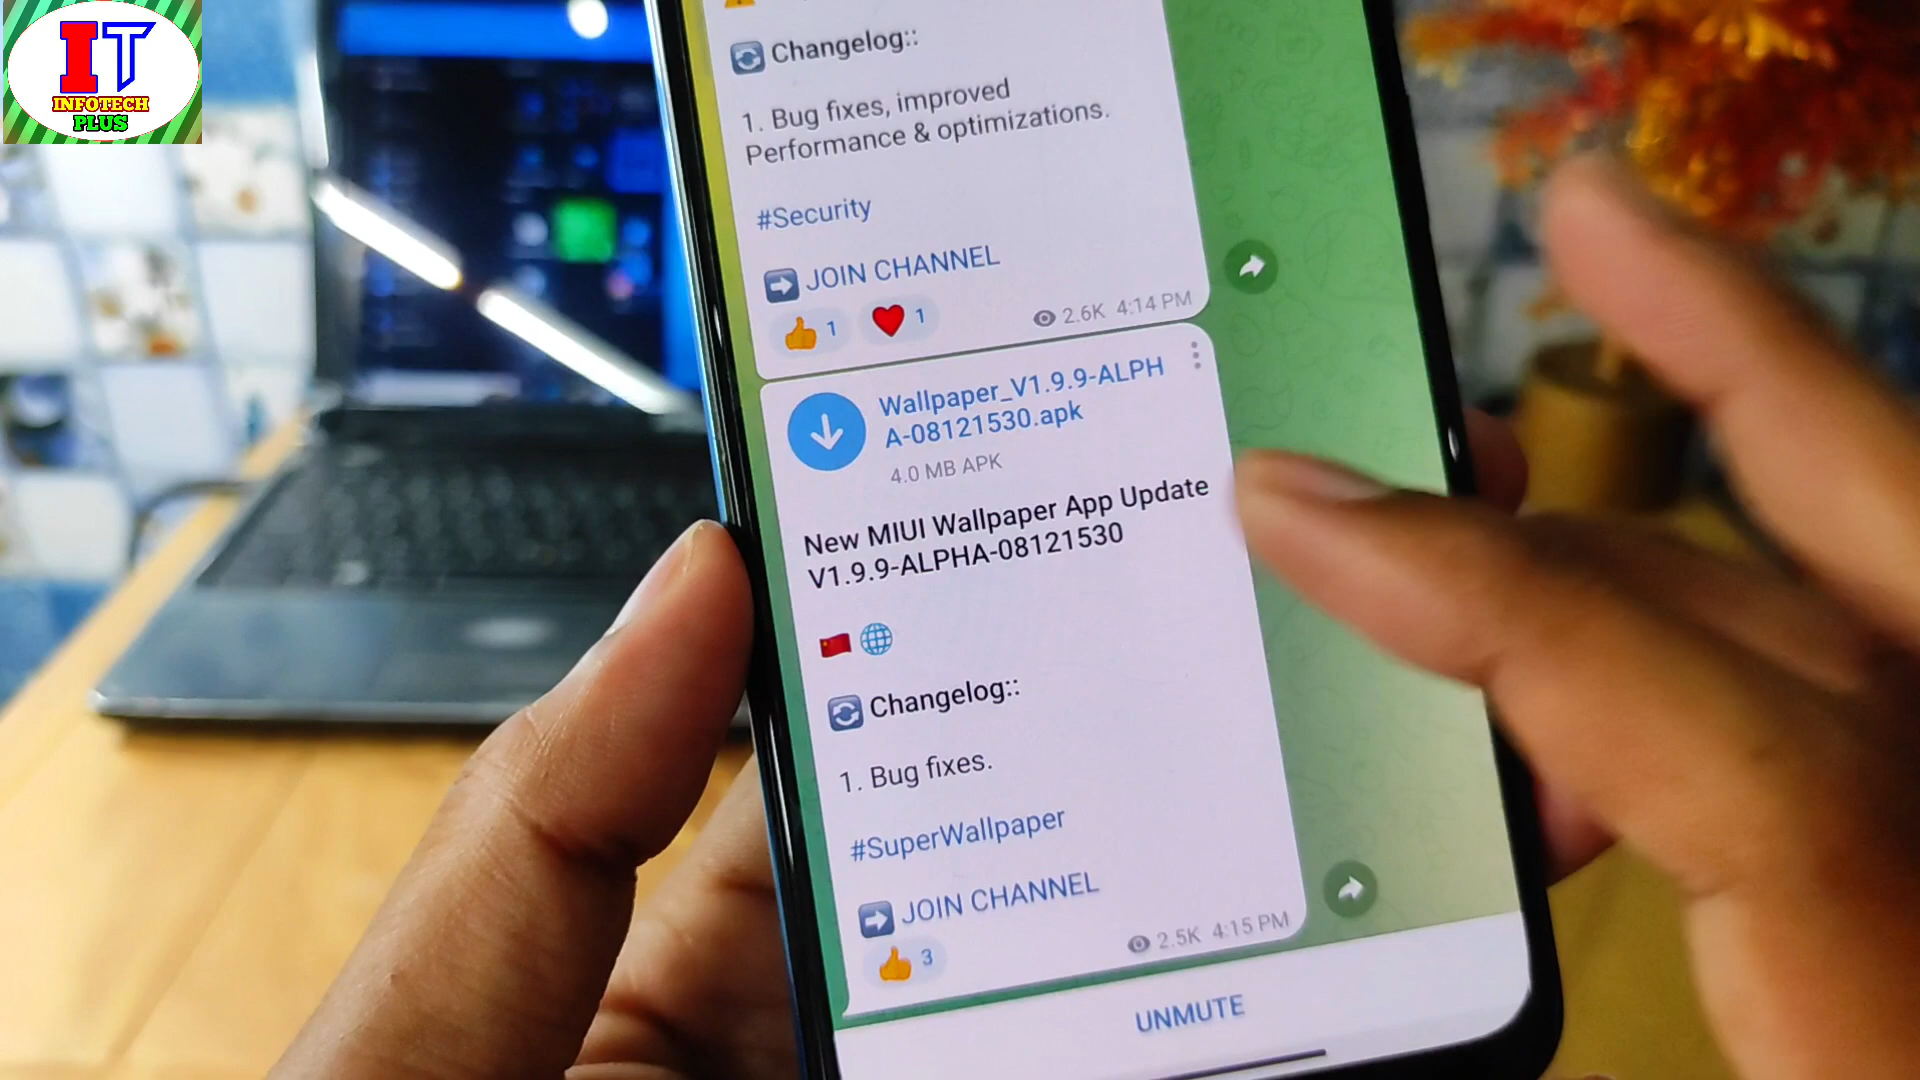 IT
INFOTECH
PLUS
Changelog::
1. Bug fixes, improved
Performance & optimizations.
#Security
JOIN CHANNEL
1 1 2.6K 4:14 PM
Wallpaper_V1.9.9-ALPH
A-08121530.apk
4.0 MB APK
New MIUI Wallpaper App Update
V1.9.9-ALPHA-08121530
Changelog::
1. Bug fixes.
#SuperWallpaper
JOIN CHANNEL
3 2.5K 4:15 PM
UNMUTE